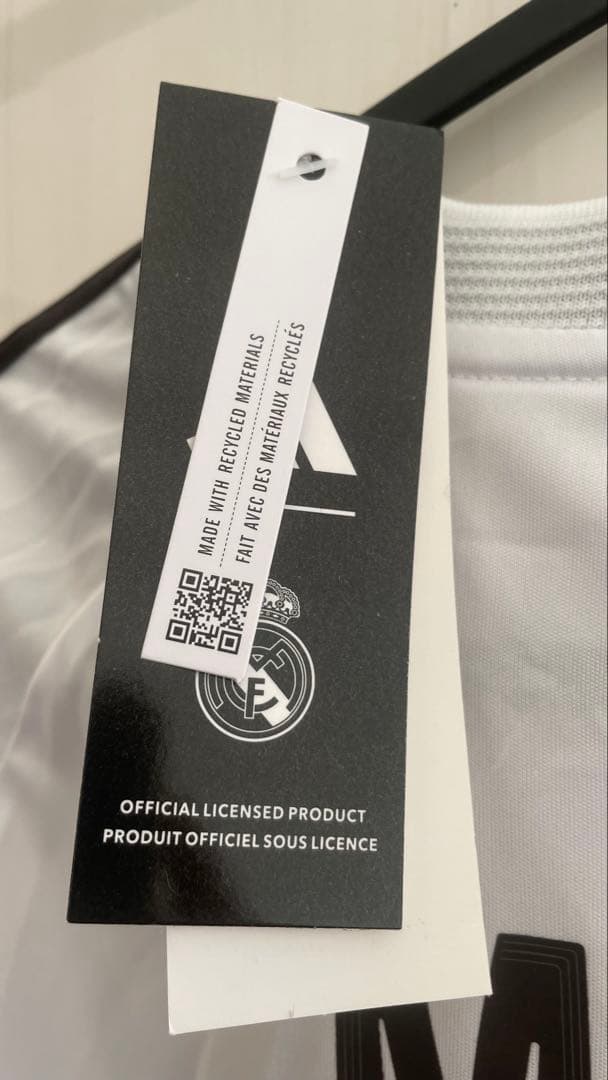 MADE WITH RECYCLED MATERIALS
FAIT AVEC DES MATÉRIAUX RECYCLÉS
OFFICIAL LICENSED PRODUCT
PRODUIT OFFICIEL SOUS LICENCE
M